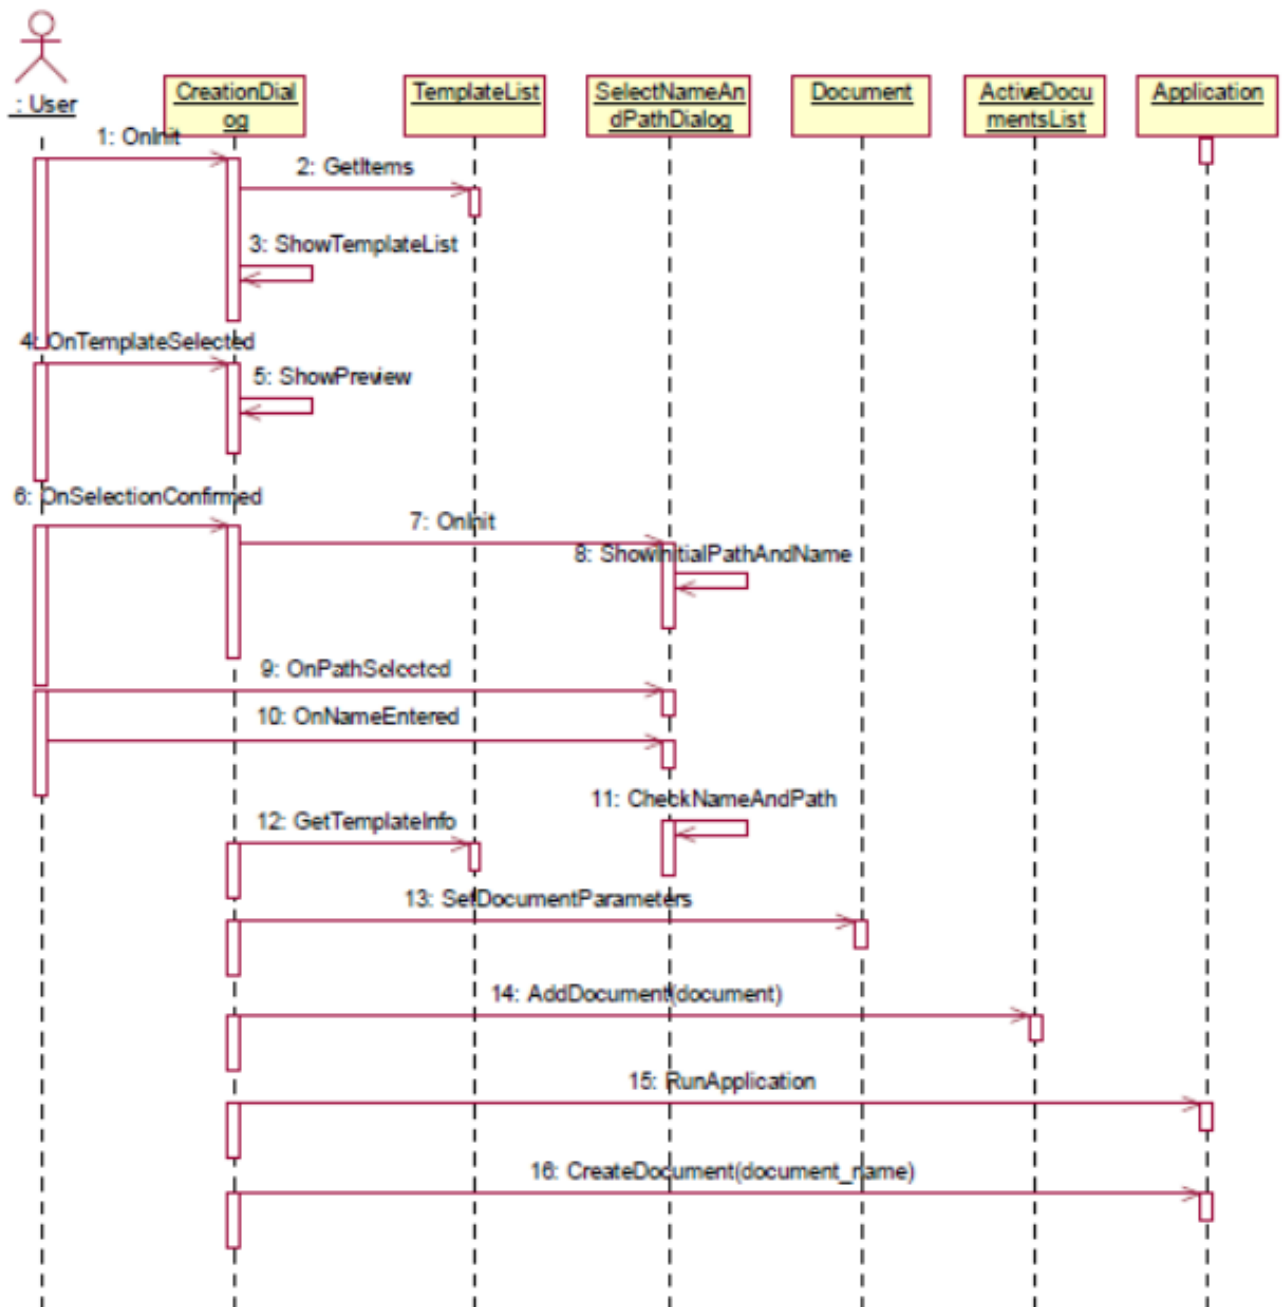 : User
CreationDial
og
TemplateList
SelectNameAn
dPathDialog
Document
ActiveDocu
mentsList
Application
1: OnInit
2: GetItems
3: ShowTemplateList
4: OnTemplateSelected
5: ShowPreview
6: OnSelectionConfirmed
7: OnInit
8: ShowInitialPathAndName
9: OnPathSelected
10: OnNameEntered
11: CheckNameAndPath
12: GetTemplateInfo
13: SetDocumentParameters
14: AddDocument(document)
15: RunApplication
16: CreateDocument(document_name)